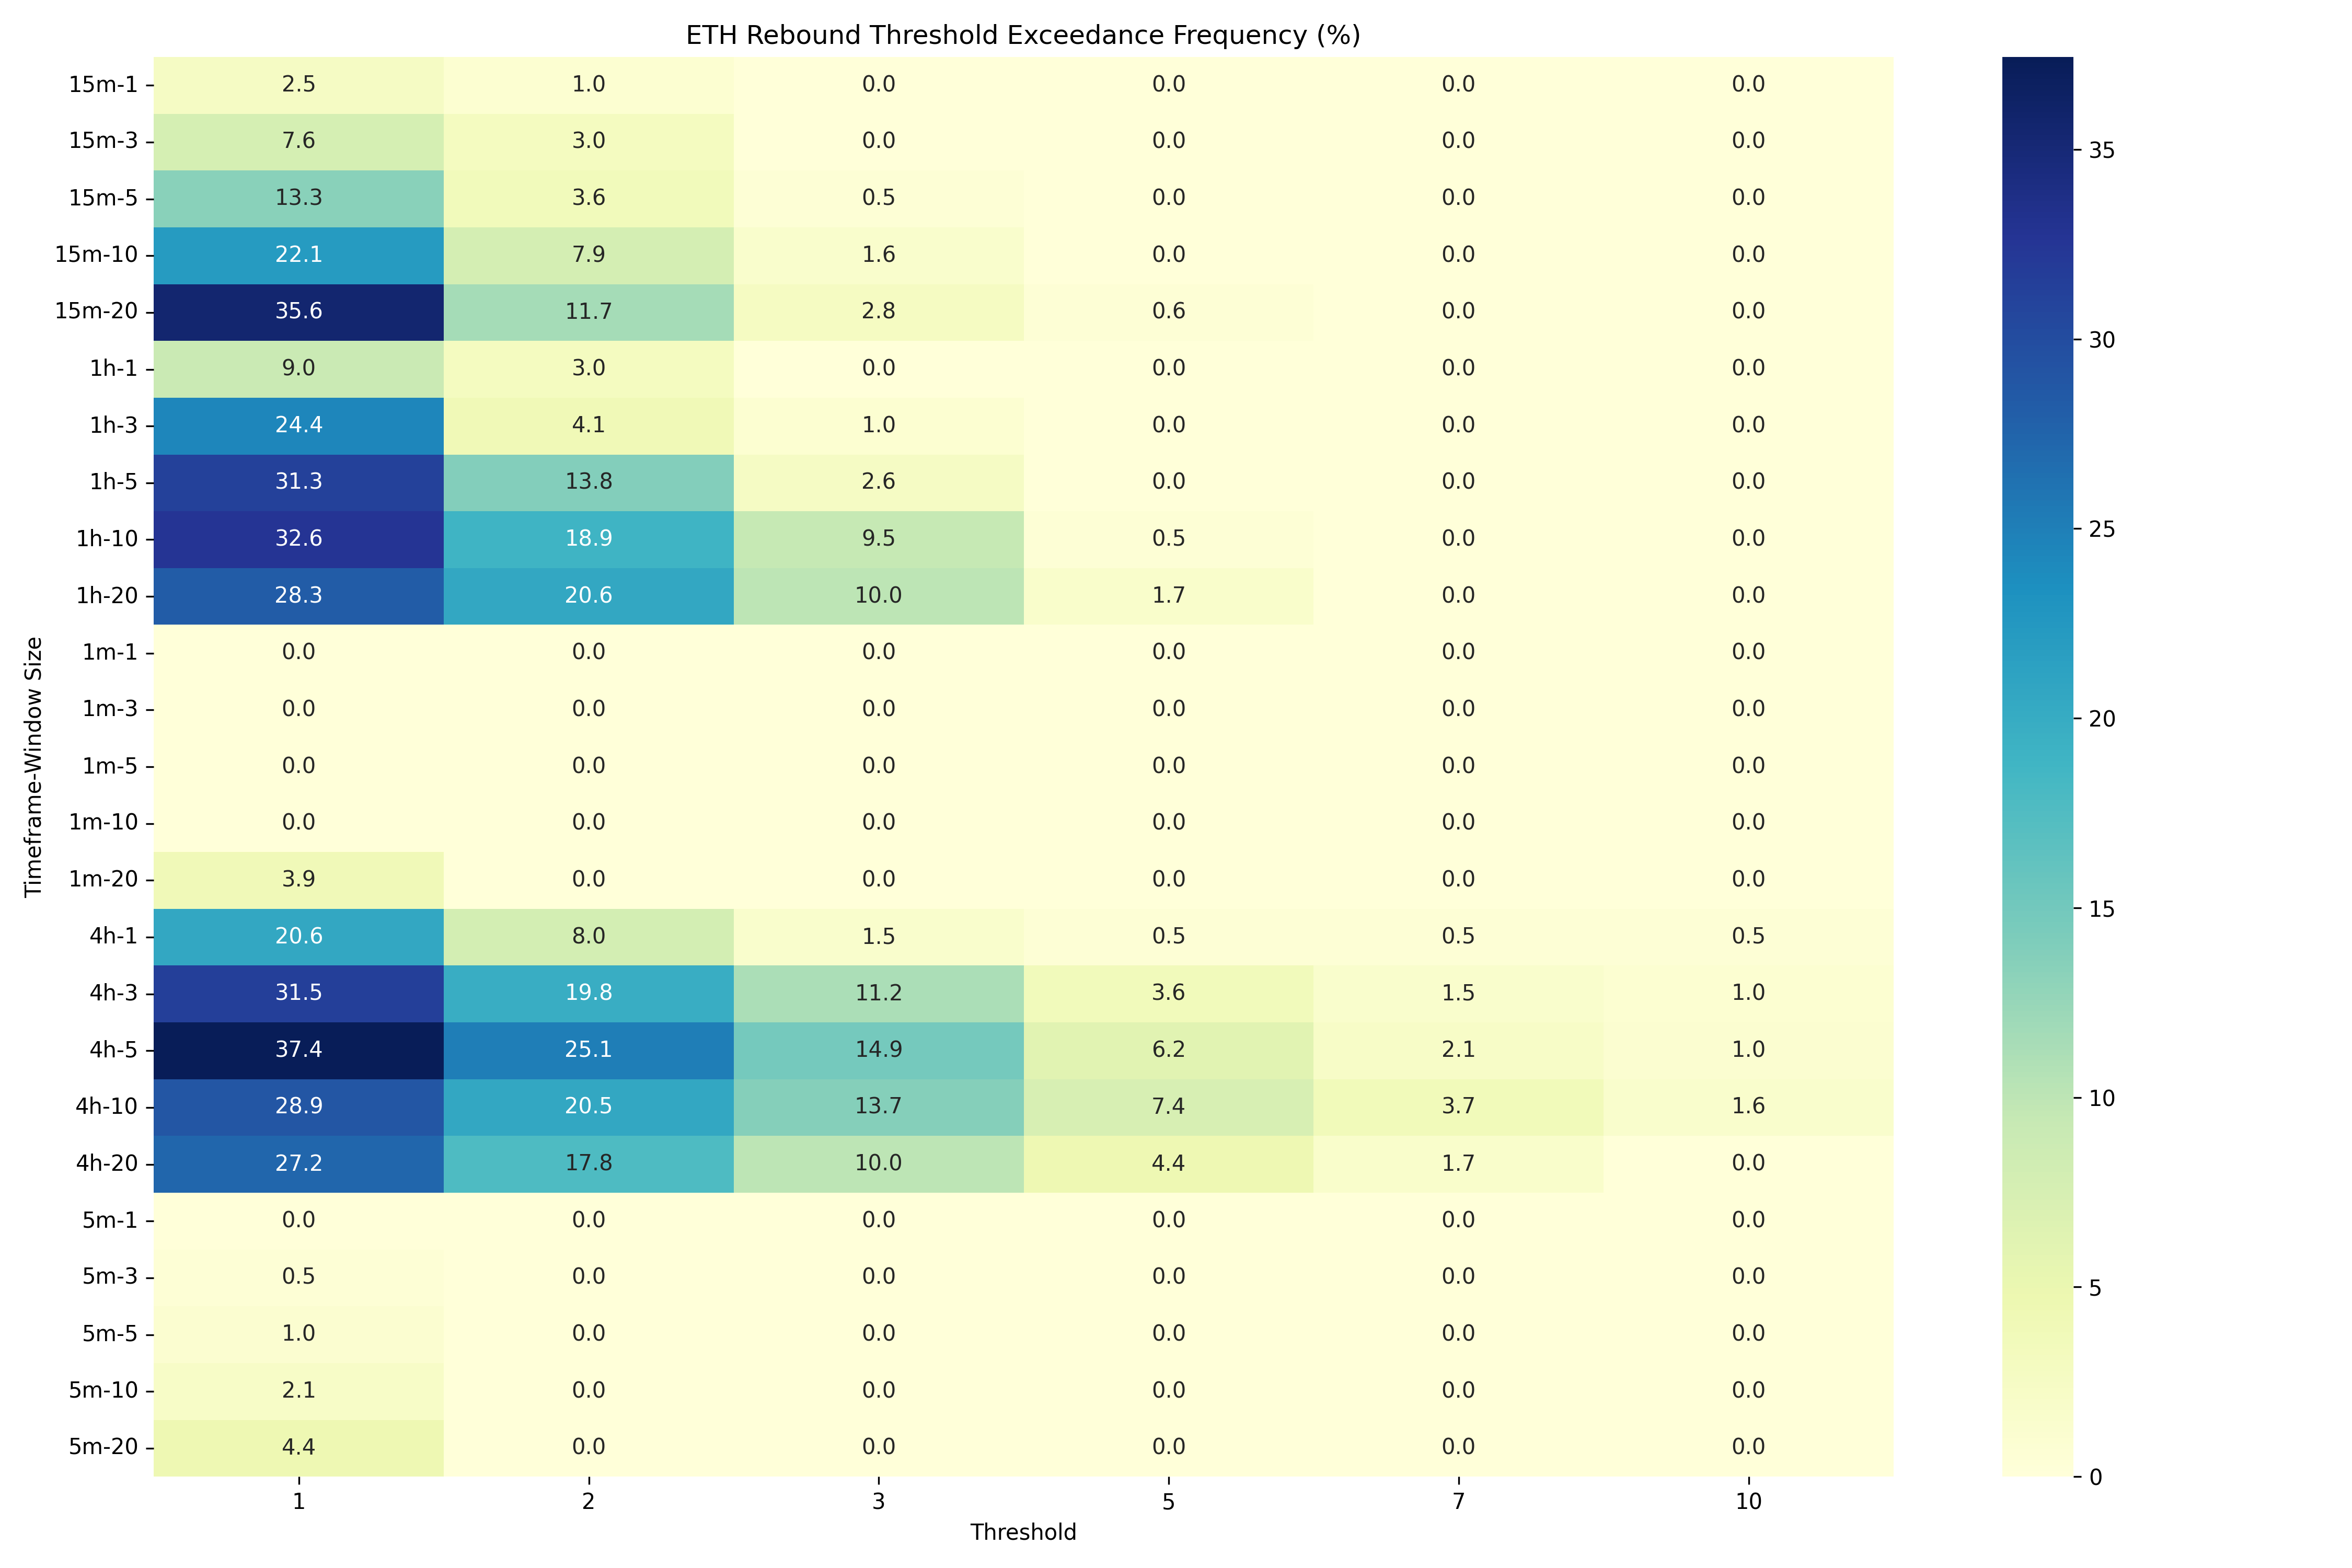 ETH Rebound Threshold Exceedance Frequency (%)
15m-1 2.5 1.0 0.0 0.0 0.0 0.0
15m-3 7.6 3.0 0.0 0.0 0.0 0.0
15m-5 13.3 3.6 0.5 0.0 0.0 0.0
15m-10 22.1 7.9 1.6 0.0 0.0 0.0
15m-20 35.6 11.7 2.8 0.6 0.0 0.0
1h-1 9.0 3.0 0.0 0.0 0.0 0.0
1h-3 24.4 4.1 1.0 0.0 0.0 0.0
1h-5 31.3 13.8 2.6 0.0 0.0 0.0
1h-10 32.6 18.9 9.5 0.5 0.0 0.0
1h-20 28.3 20.6 10.0 1.7 0.0 0.0
1m-1 0.0 0.0 0.0 0.0 0.0 0.0
1m-3 0.0 0.0 0.0 0.0 0.0 0.0
1m-5 0.0 0.0 0.0 0.0 0.0 0.0
1m-10 0.0 0.0 0.0 0.0 0.0 0.0
1m-20 3.9 0.0 0.0 0.0 0.0 0.0
4h-1 20.6 8.0 1.5 0.5 0.5 0.5
4h-3 31.5 19.8 11.2 3.6 1.5 1.0
4h-5 37.4 25.1 14.9 6.2 2.1 1.0
4h-10 28.9 20.5 13.7 7.4 3.7 1.6
4h-20 27.2 17.8 10.0 4.4 1.7 0.0
5m-1 0.0 0.0 0.0 0.0 0.0 0.0
5m-3 0.5 0.0 0.0 0.0 0.0 0.0
5m-5 1.0 0.0 0.0 0.0 0.0 0.0
5m-10 2.1 0.0 0.0 0.0 0.0 0.0
5m-20 4.4 0.0 0.0 0.0 0.0 0.0
1 2 3 5 7 10
Threshold
Timeframe-Window Size
35
30
25
20
15
10
5
0